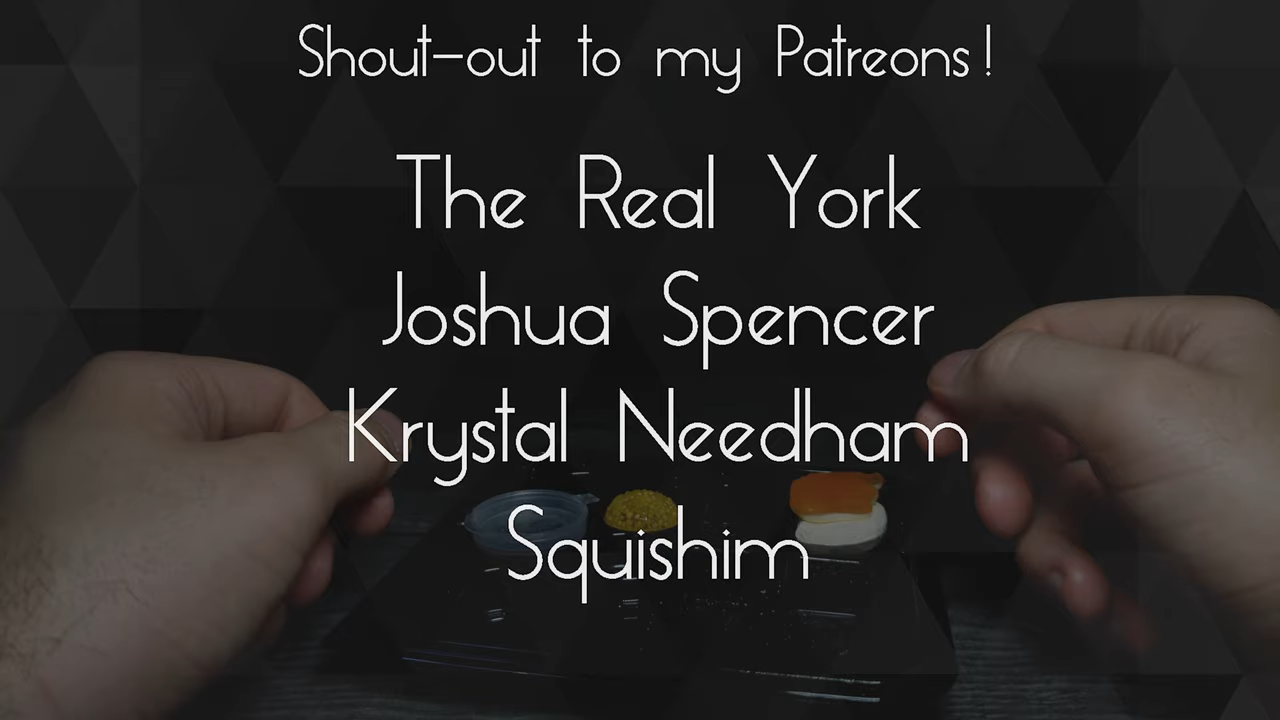 Shout-out to my Patreons!
The Real York
Joshua Spencer
Krystal Needham
Squishim